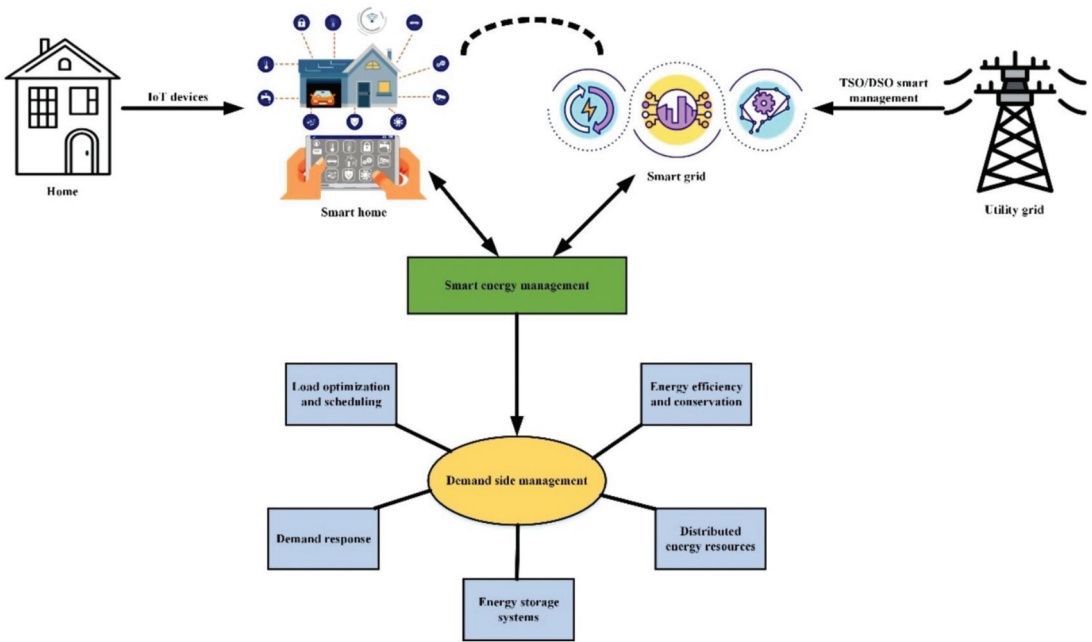 IoT devices
TSO/DSO smart
management
Home
Smart home
Smart grid
Utility grid
Smart energy management
Load optimization
and scheduling
Energy efficiency
and conservation
Demand side management
Demand response
Distributed
energy resources
Energy storage
systems